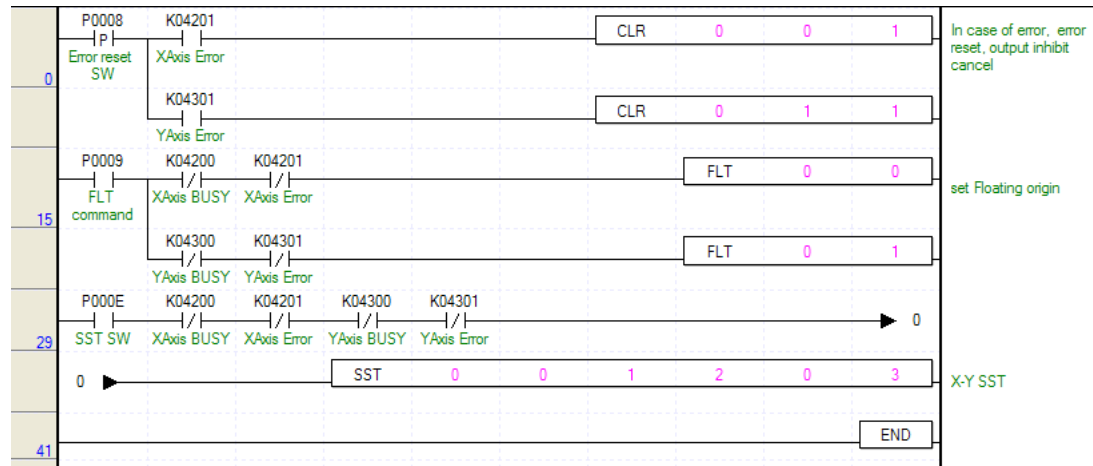 P0008 K04201
P CLR 0 0 1 In case of error, error
Error reset XAxis Error reset, output inhibit
SW cancel
0
K04301
CLR 0 1 1
YAxis Error
P0009 K04200 K04201
FLT 0 0 set Floating origin
FLT XAxis BUSY XAxis Error
command
15
K04300 K04301
FLT 0 1
YAxis BUSY YAxis Error
P000E K04200 K04201 K04300 K04301
0
SST SW XAxis BUSY XAxis Error YAxis BUSY YAxis Error
29
0 SST 0 0 1 2 0 3 X-Y SST
END
41